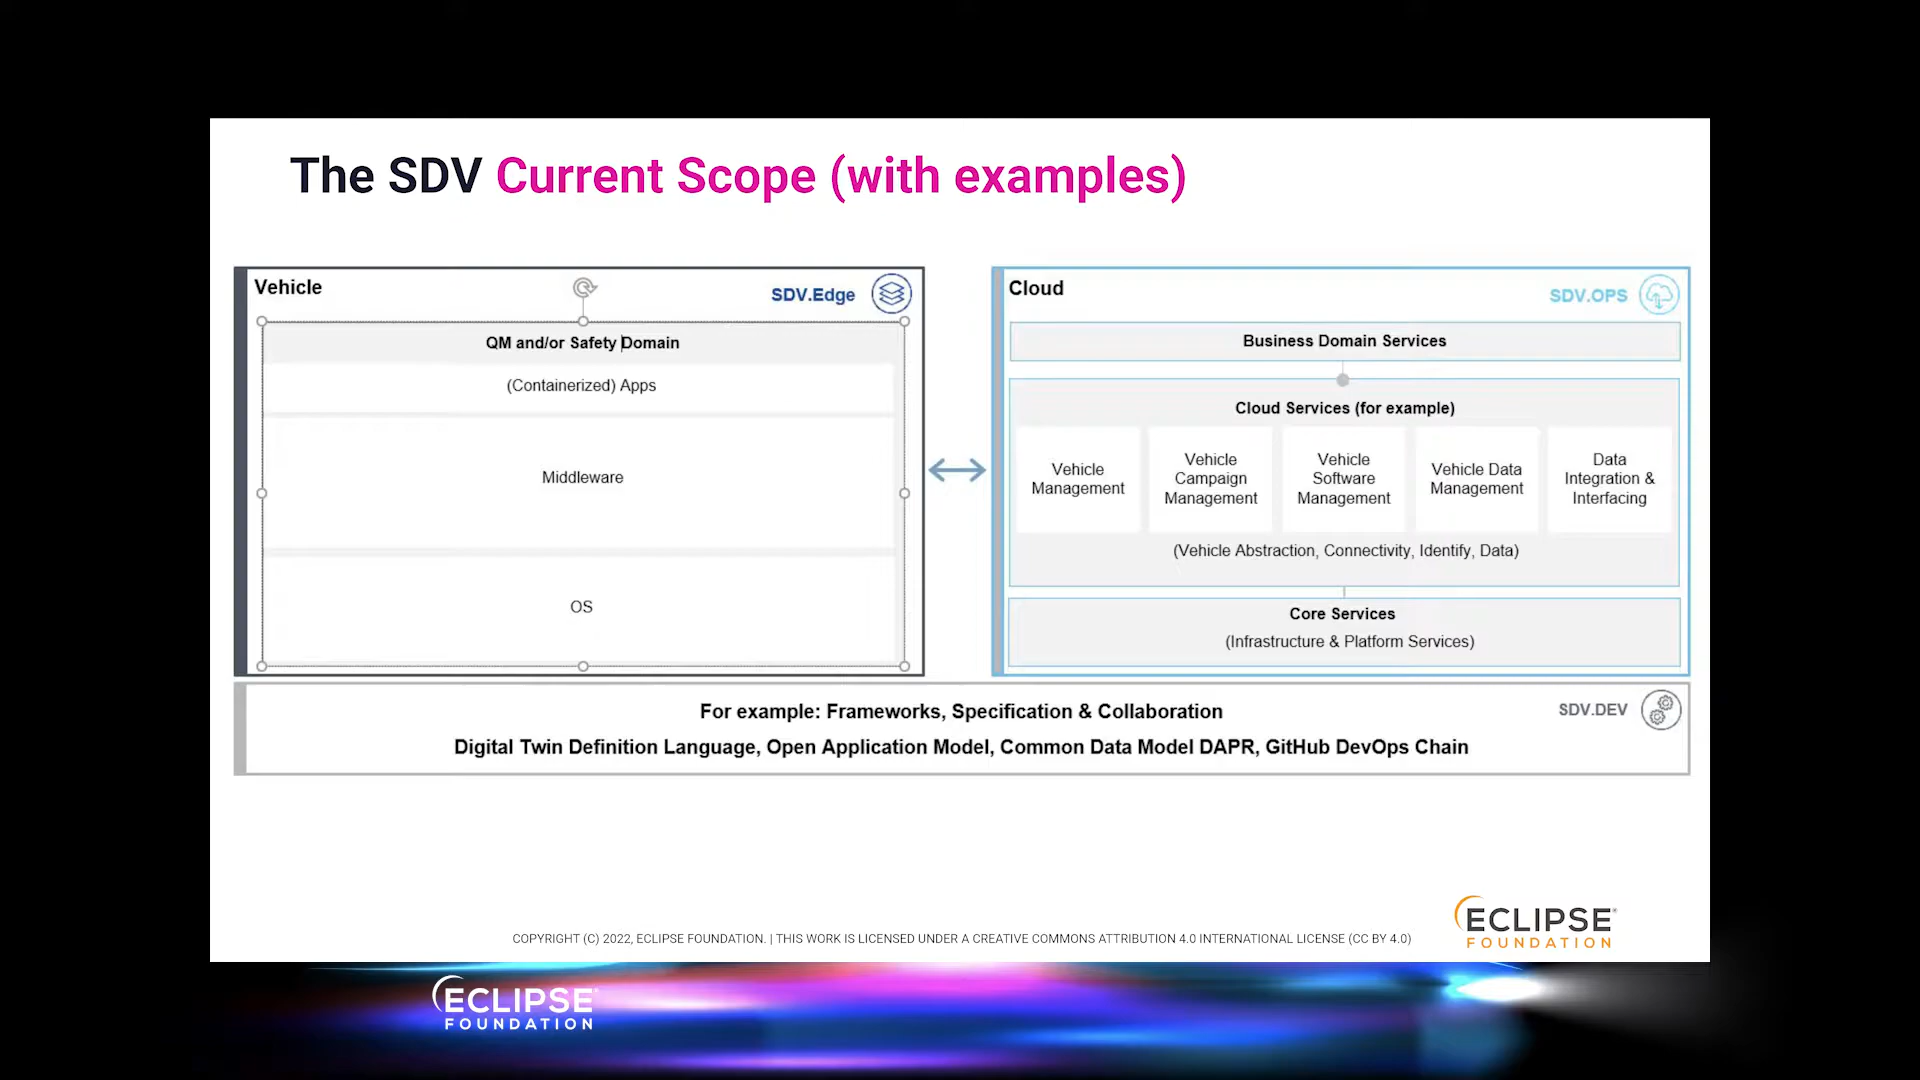 The SDV Current Scope (with examples)
Vehicle
SDV.Edge
QM and/or Safety Domain
(Containerized) Apps
Middleware
OS
Cloud
SDV.OPS
Business Domain Services
Cloud Services (for example)
Vehicle
Management
Vehicle
Campaign
Management
Vehicle
Software
Management
Vehicle Data
Management
Data
Integration &
Interfacing
(Vehicle Abstraction, Connectivity, Identify, Data)
Core Services
(Infrastructure & Platform Services)
For example: Frameworks, Specification & Collaboration
SDV.DEV
Digital Twin Definition Language, Open Application Model, Common Data Model DAPR, GitHub DevOps Chain
COPYRIGHT (C) 2022, ECLIPSE FOUNDATION. | THIS WORK IS LICENSED UNDER A CREATIVE COMMONS ATTRIBUTION 4.0 INTERNATIONAL LICENSE (CC BY 4.0)
ECLIPSE
FOUNDATION
ECLIPSE
FOUNDATION